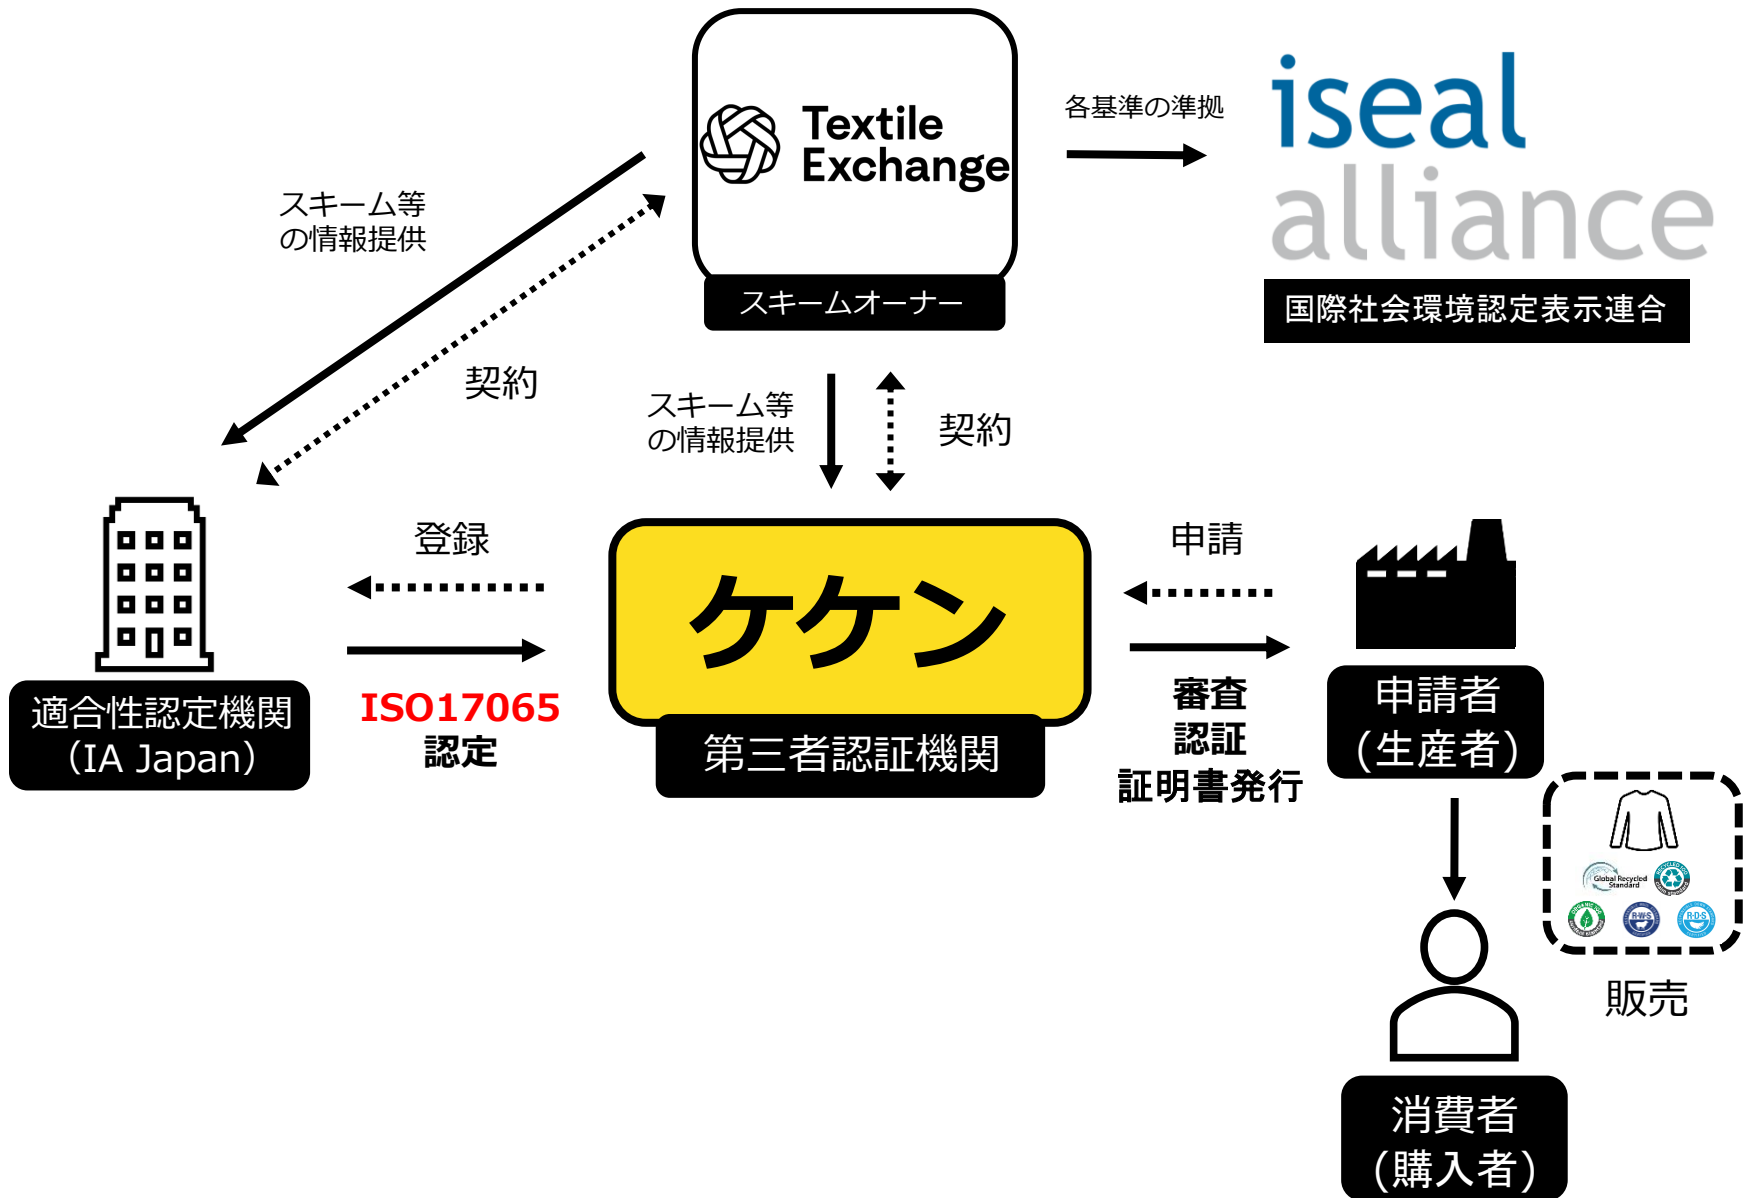 Textile
Exchange
スキームオーナー
各基準の準拠
iseal
alliance
国際社会環境認定表示連合
スキーム等
の情報提供
契約
スキーム等
の情報提供
契約
登録
ISO17065
認定
適合性認定機関
（IA Japan）
ケケン
第三者認証機関
申請
審査
認証
証明書発行
申請者
(生産者)
Global Recycled
Standard
R·W·S
R·D·S
販売
消費者
(購入者)